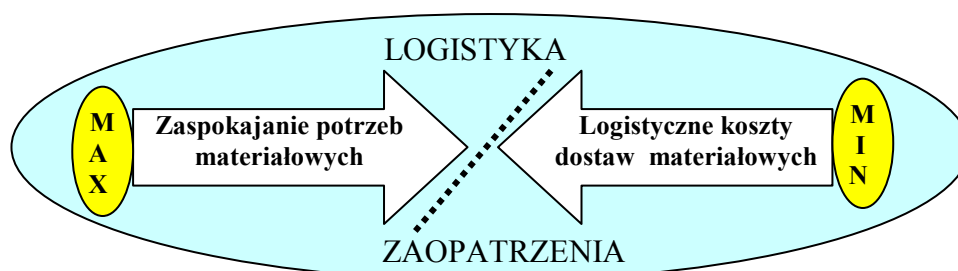 LOGISTYKA
M
A
X
Zaspokajanie potrzeb
materiałowych
Logistyczne koszty
dostaw materiałowych
M
I
N
ZAOPATRZENIA